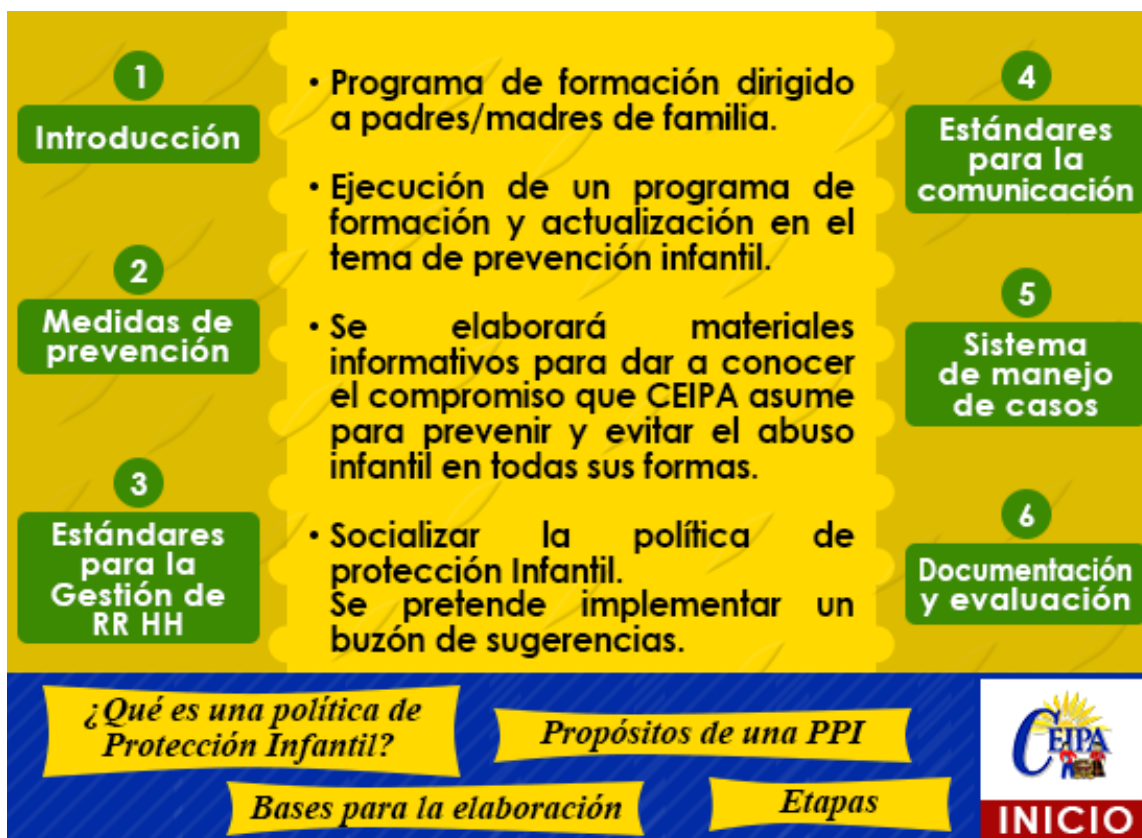 1
Introducción
2
Medidas de
prevención
3
Estándares
para la
Gestión de
RR HH
• Programa de formación dirigido
a padres/madres de familia.
• Ejecución de un programa de
formación y actualización en el
tema de prevención infantil.
• Se elaborará materiales
informativos para dar a conocer
el compromiso que CEIPA asume
para prevenir y evitar el abuso
infantil en todas sus formas.
• Socializar la política de
protección Infantil.
Se pretende implementar un
buzón de sugerencias.
4
Estándares
para la
comunicación
5
Sistema
de manejo
de casos
6
Documentación
y evaluación
¿Qué es una política de
Protección Infantil?
Propósitos de una PPI
Bases para la elaboración
Etapas
CEIPA
INICIO